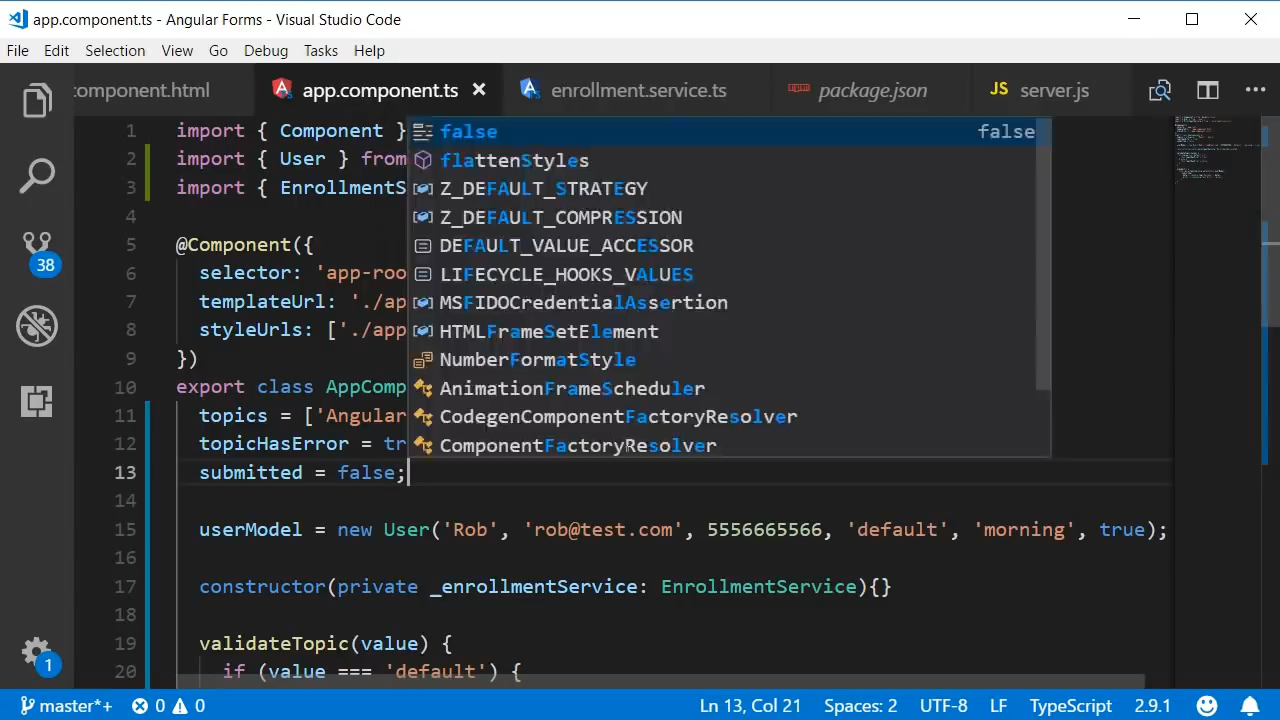 app.component.ts - Angular Forms - Visual Studio Code
File Edit Selection View Go Debug Tasks Help
component.html app.component.ts enrollment.service.ts package.json JS server.js
1 import { Component }
2 import { User } from
3 import { EnrollmentS
4
5 @Component({
6 selector: 'app-roo
7 templateUrl: './ap
8 styleUrls: ['./app
9 })
10 export class AppComp
11 topics = ['Angular
12 topicHasError = tr
13 submitted = false;
14
15 userModel = new User('Rob', 'rob@test.com', 5556665566, 'default', 'morning', true);
16
17 constructor(private _enrollmentService: EnrollmentService){}
18
19 validateTopic(value) {
20 if (value === 'default') {
false false
flattenStyles
Z_DEFAULT_STRATEGY
Z_DEFAULT_COMPRESSION
DEFAULT_VALUE_ACCESSOR
LIFECYCLE_HOOKS_VALUES
MSFIDOCredentialAssertion
HTMLFrameSetElement
NumberFormatStyle
AnimationFrameScheduler
CodegenComponentFactoryResolver
ComponentFactoryResolver
38
1
master*+ 0 0 Ln 13, Col 21 Spaces: 2 UTF-8 LF TypeScript 2.9.1